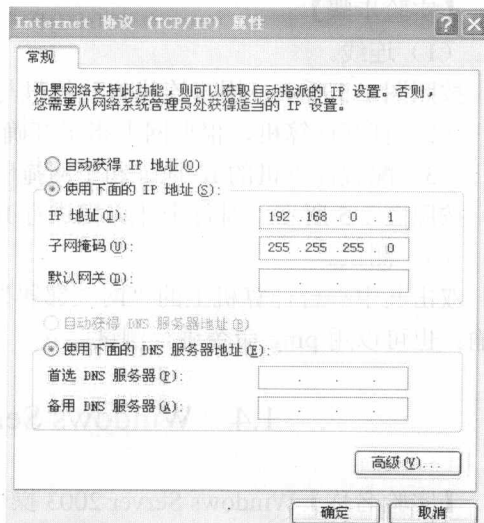 Internet 协议 (TCP/IP) 属性
常规
如果网络支持此功能，则可以获取自动指派的 IP 设置。否则，
您需要从网络系统管理员处获得适当的 IP 设置。
自动获得 IP 地址(O)
使用下面的 IP 地址(S):
IP 地址(I): 192 .168 . 0 . 1
子网掩码(U): 255 .255 .255 . 0
默认网关(D):
自动获得 DNS 服务器地址(B)
使用下面的 DNS 服务器地址(E):
首选 DNS 服务器(P):
备用 DNS 服务器(A):
高级(V)...
确定 取消